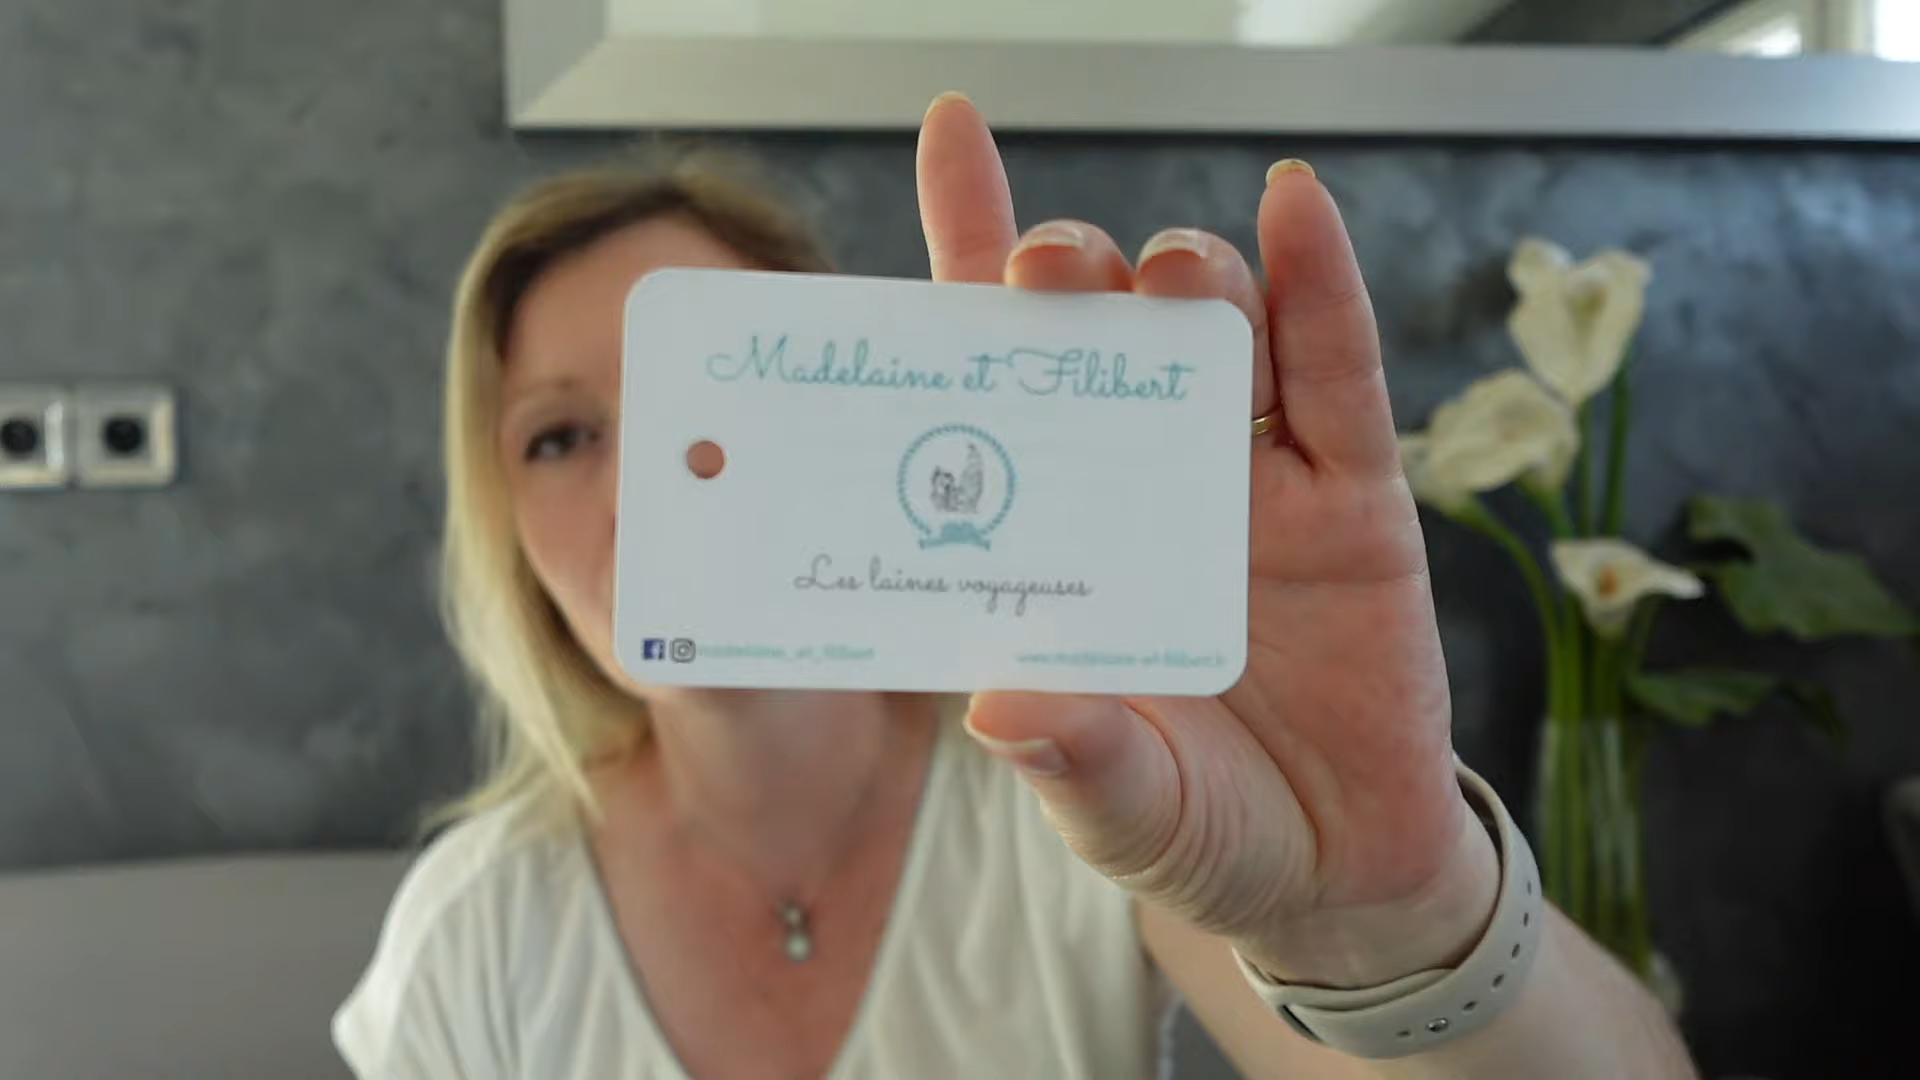 Madelaine et Filibert
Les laines voyageuses
madelaine_et_filibert
www.madelaine-et-filibert.fr